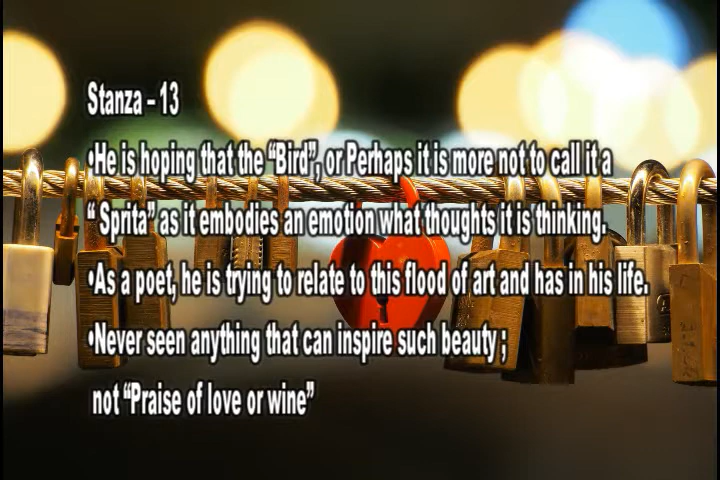 Stanza - 13
•He is hoping that the “Bird”, or Perhaps it is more not to call it a
“ Sprita” as it embodies an emotion what thoughts it is thinking.
•As a poet, he is trying to relate to this flood of art and has in his life.
•Never seen anything that can inspire such beauty ;
not “Praise of love or wine”